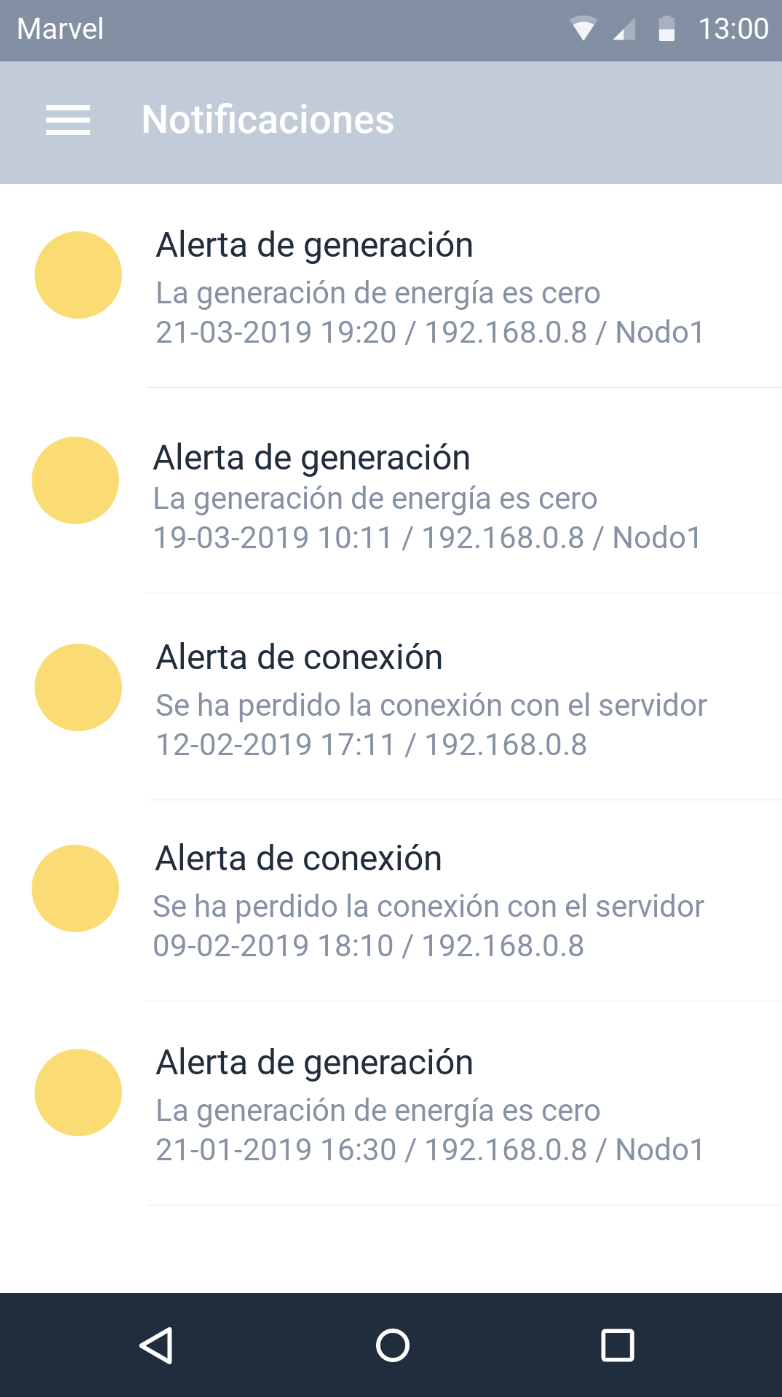 Marvel 13:00
Notificaciones
Alerta de generación
La generación de energía es cero
21-03-2019 19:20 / 192.168.0.8 / Nodo1
Alerta de generación
La generación de energía es cero
19-03-2019 10:11 / 192.168.0.8 / Nodo1
Alerta de conexión
Se ha perdido la conexión con el servidor
12-02-2019 17:11 / 192.168.0.8
Alerta de conexión
Se ha perdido la conexión con el servidor
09-02-2019 18:10 / 192.168.0.8
Alerta de generación
La generación de energía es cero
21-01-2019 16:30 / 192.168.0.8 / Nodo1